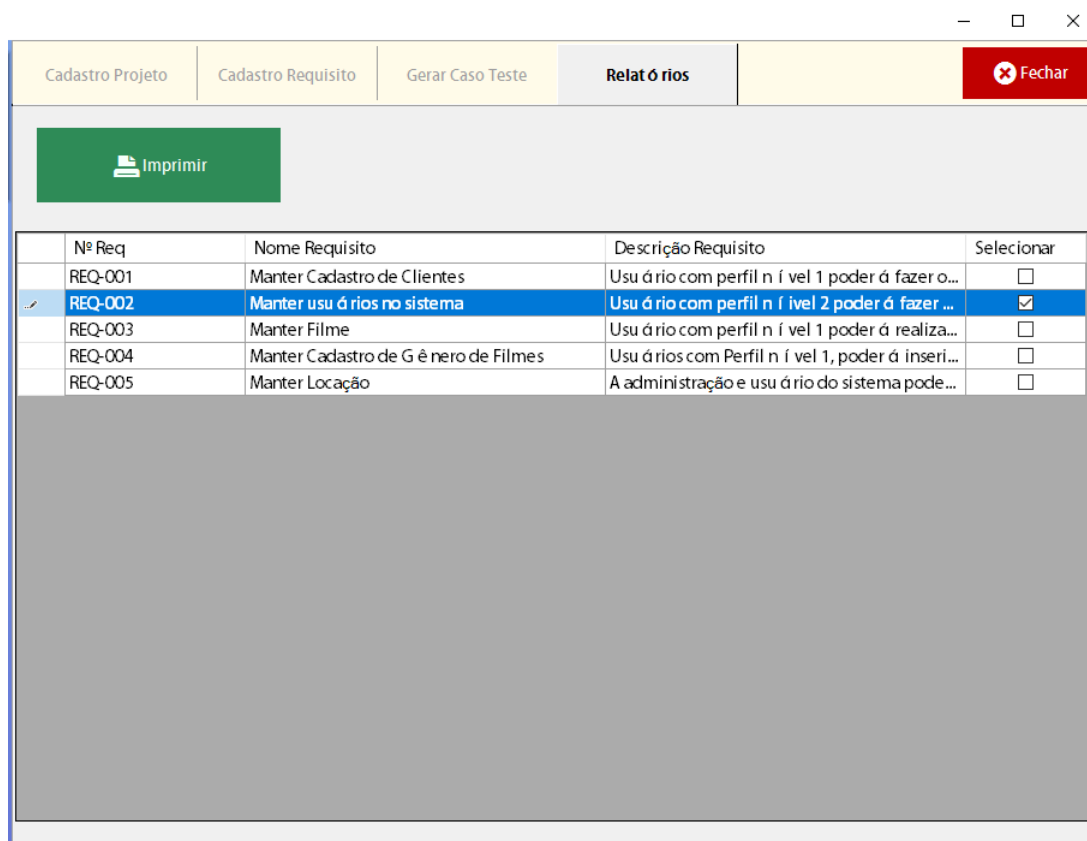 Cadastro Projeto Cadastro Requisito Gerar Caso Teste Relat ó rios Fechar
Imprimir
Nº Req Nome Requisito Descrição Requisito Selecionar
REQ-001 Manter Cadastro de Clientes Usu á rio com perfil n í vel 1 poder á fazer o...
REQ-002 Manter usu á rios no sistema Usu á rio com perfil n í ivel 2 poder á fazer ...
REQ-003 Manter Filme Usu á rio com perfil n í vel 1 poder á realiza...
REQ-004 Manter Cadastro de G ê nero de Filmes Usu á rios com Perfil n í vel 1, poder á inseri...
REQ-005 Manter Locação A administração e usu á rio do sistema pode...